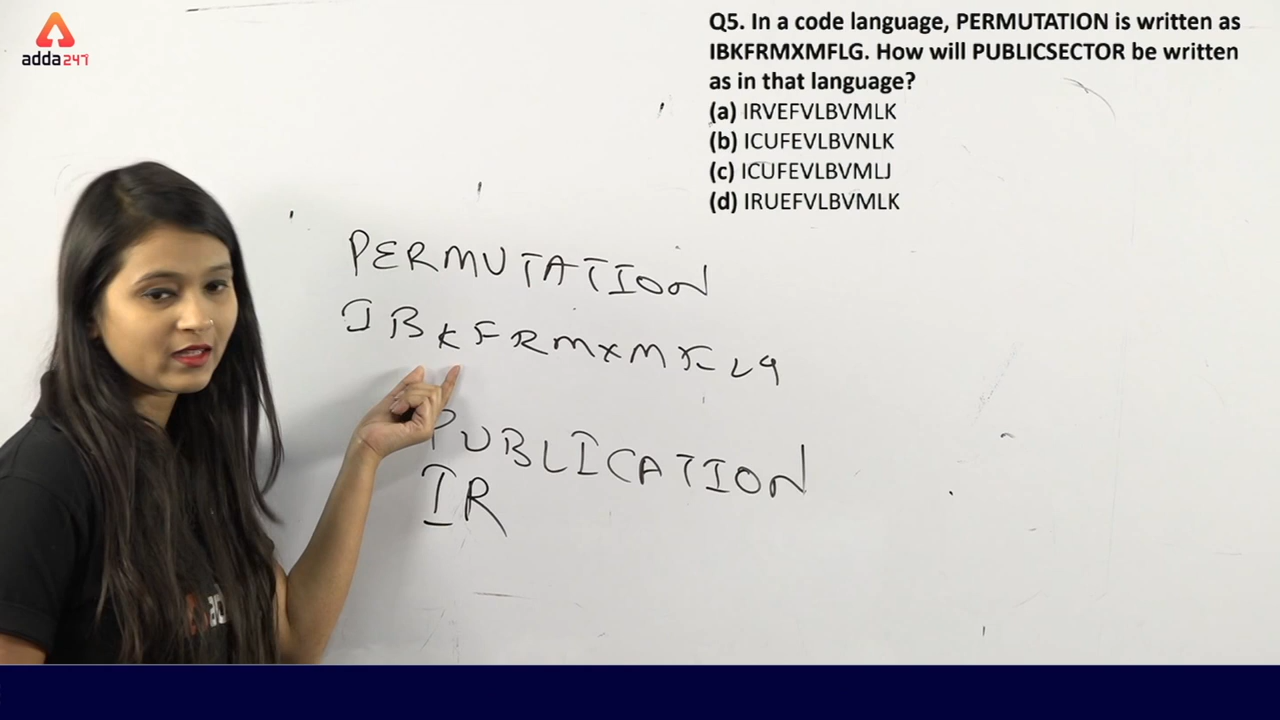 adda247
Q5. In a code language, PERMUTATION is written as
IBKFRMXMFLG. How will PUBLICSECTOR be written
as in that language?
(a) IRVEFVLBVMLK
(b) ICUFEVLBVNLK
(c) ICUFEVLBVMLJ
(d) IRUEFVLBVMLK
PERMUTATION
IBKFRMXMFLG
PUBLICATION
IR